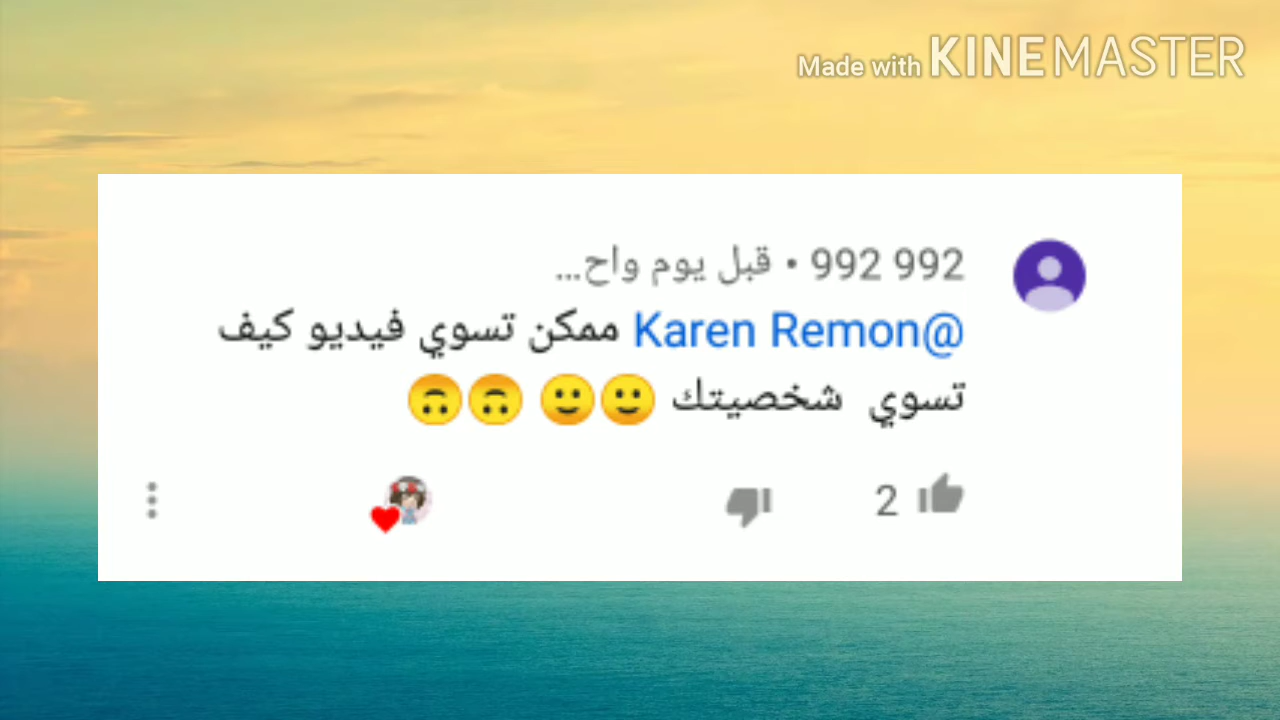 Made with KINEMASTER
992 992 • قبل يوم واح...
@Karen Remon ممكن تسوي فيديو كيف
تسوي شخصيتك 🙂🙂 🙃🙃
2